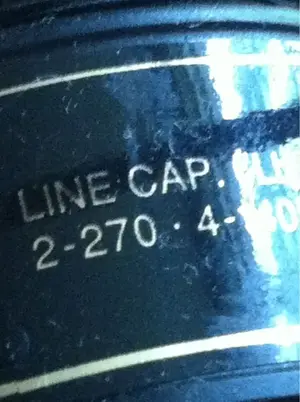 LINE CAP.
2-270 · 4-